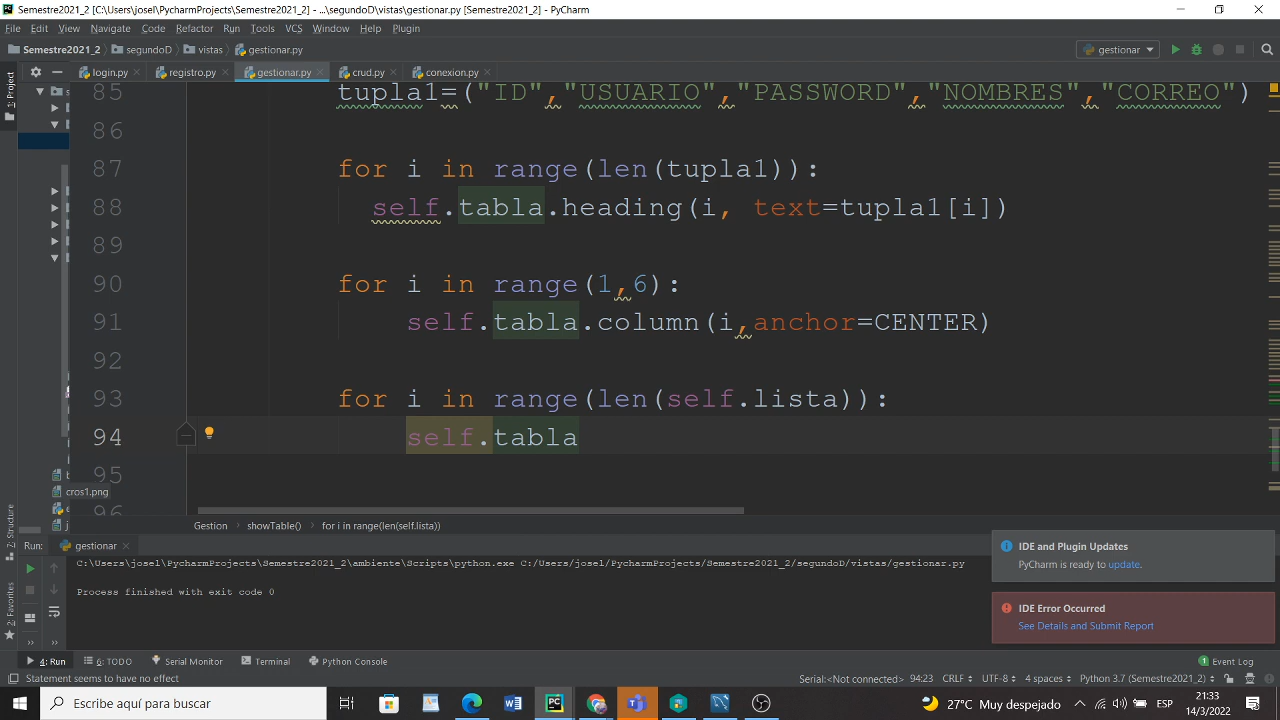 Semestre2021_2 [C:\Users\josel\PycharmProjects\Semestre2021_2] - ...\segundoD\vistas\gestionar.py [Semestre2021_2] - PyCharm
File Edit View Navigate Code Refactor Run Tools VCS Window Help Plugin
Semestre2021_2 segundoD vistas gestionar.py gestionar
1: Project login.py registro.py gestionar.py crud.py conexion.py
85 tupla1=("ID","USUARIO","PASSWORD","NOMBRES","CORREO")
86
87 for i in range(len(tupla1)):
88 self.tabla.heading(i, text=tupla1[i])
89
90 for i in range(1,6):
91 self.tabla.column(i,anchor=CENTER)
92
93 for i in range(len(self.lista)):
94 self.tabla
95
cros1.png
96
Gestion showTable() for i in range(len(self.lista))
Run: gestionar
C:\Users\josel\PycharmProjects\Semestre2021_2\ambiente\Scripts\python.exe C:/Users/josel/PycharmProjects/Semestre2021_2/segundoD/vistas/gestionar.py
Process finished with exit code 0
IDE and Plugin Updates
PyCharm is ready to update.
IDE Error Occurred
See Details and Submit Report
7: Structure
2: Favorites
4: Run 6: TODO Serial Monitor Terminal Python Console 1 Event Log
Statement seems to have no effect Serial:<Not connected> 94:23 CRLF UTF-8 4 spaces Python 3.7 (Semestre2021_2)
Escribe aquí para buscar 27°C Muy despejado ESP 21:33
14/3/2022